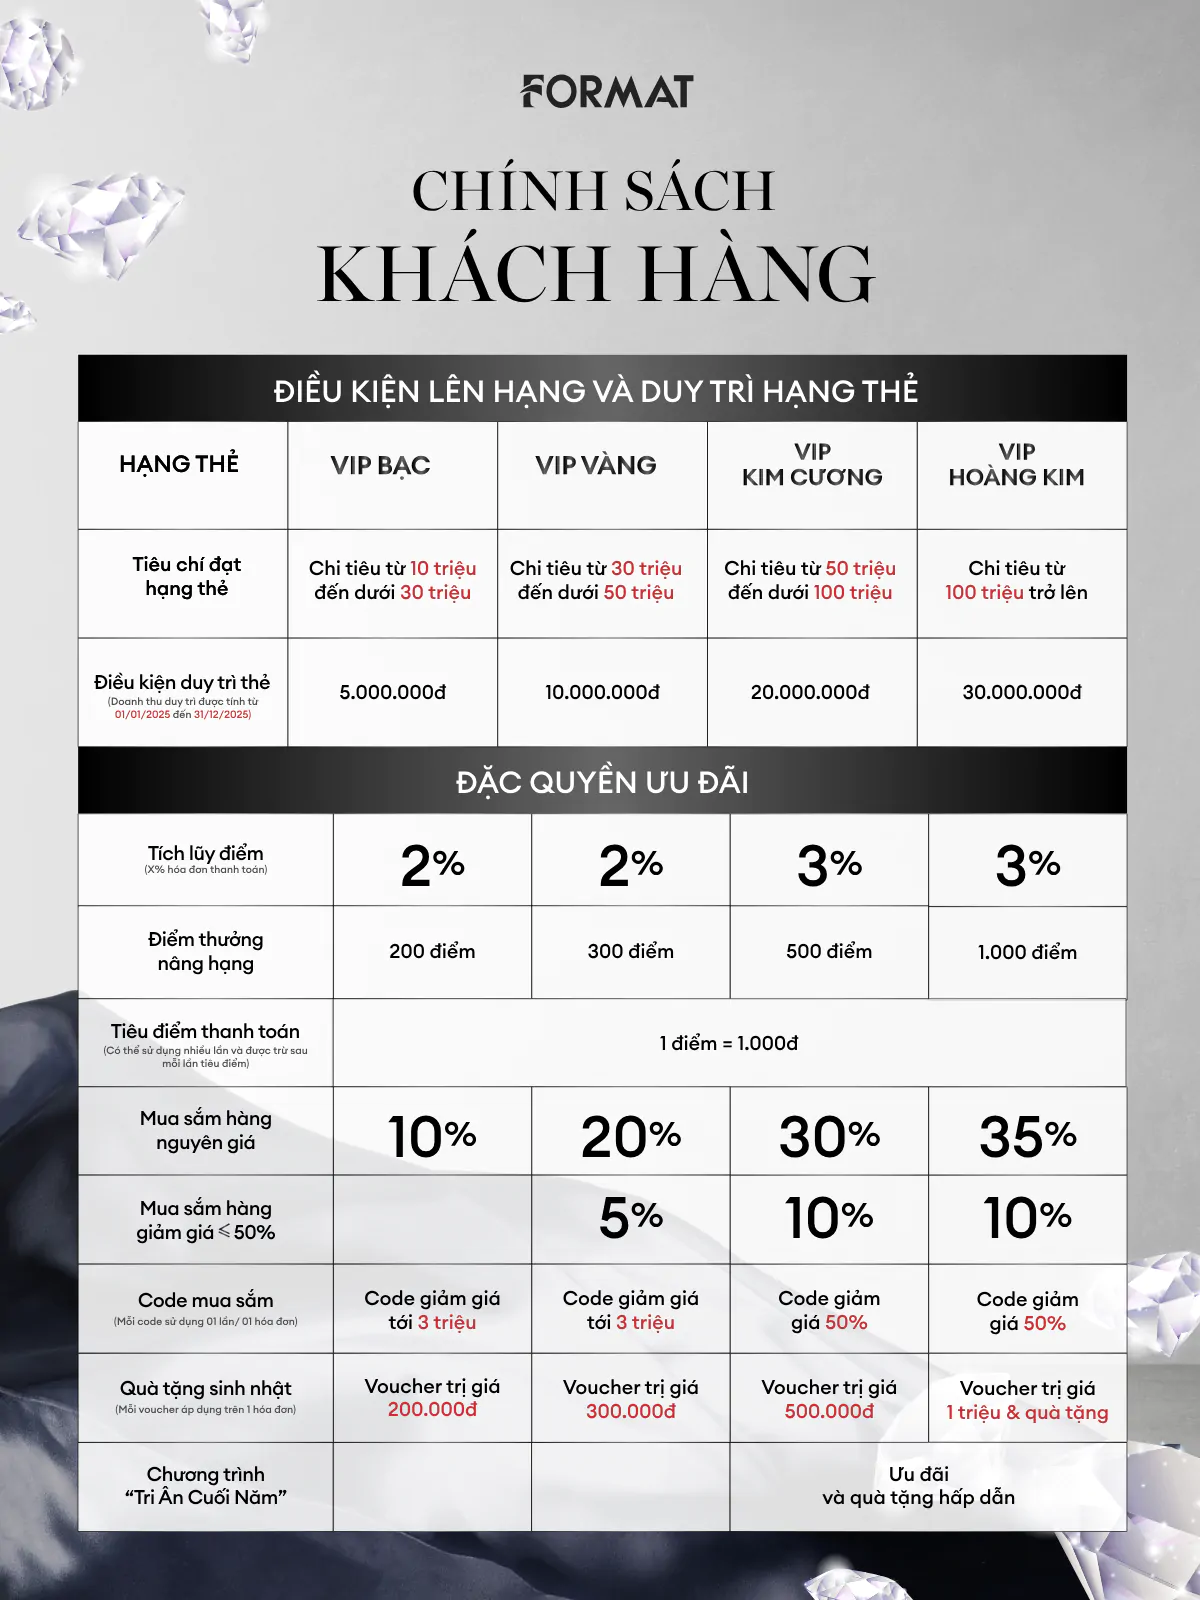 FORMAT
CHÍNH SÁCH
KHÁCH HÀNG
ĐIỀU KIỆN LÊN HẠNG VÀ DUY TRÌ HẠNG THẺ
HẠNG THẺ
VIP BẠC
VIP VÀNG
VIP
KIM CƯƠNG
VIP
HOÀNG KIM
Tiêu chí đạt
hạng thẻ
Chi tiêu từ 10 triệu
đến dưới 30 triệu
Chi tiêu từ 30 triệu
đến dưới 50 triệu
Chi tiêu từ 50 triệu
đến dưới 100 triệu
Chi tiêu từ
100 triệu trở lên
Điều kiện duy trì thẻ
(Doanh thu duy trì được tính từ
01/01/2025 đến 31/12/2025)
5.000.000đ
10.000.000đ
20.000.000đ
30.000.000đ
ĐẶC QUYỀN ƯU ĐÃI
Tích lũy điểm
(X% hóa đơn thanh toán)
2%
2%
3%
3%
Điểm thưởng
nâng hạng
200 điểm
300 điểm
500 điểm
1.000 điểm
Tiêu điểm thanh toán
(Có thể sử dụng nhiều lần và được trừ sau
mỗi lần tiêu điểm)
1 điểm = 1.000đ
Mua sắm hàng
nguyên giá
10%
20%
30%
35%
Mua sắm hàng
giảm giá ⩽ 50%
5%
10%
10%
Code mua sắm
(Mỗi code sử dụng 01 lần/ 01 hóa đơn)
Code giảm giá
tới 3 triệu
Code giảm giá
tới 3 triệu
Code giảm
giá 50%
Code giảm
giá 50%
Quà tặng sinh nhật
(Mỗi voucher áp dụng trên 1 hóa đơn)
Voucher trị giá
200.000đ
Voucher trị giá
300.000đ
Voucher trị giá
500.000đ
Voucher trị giá
1 triệu & quà tặng
Chương trình
“Tri Ân Cuối Năm”
Ưu đãi
và quà tặng hấp dẫn